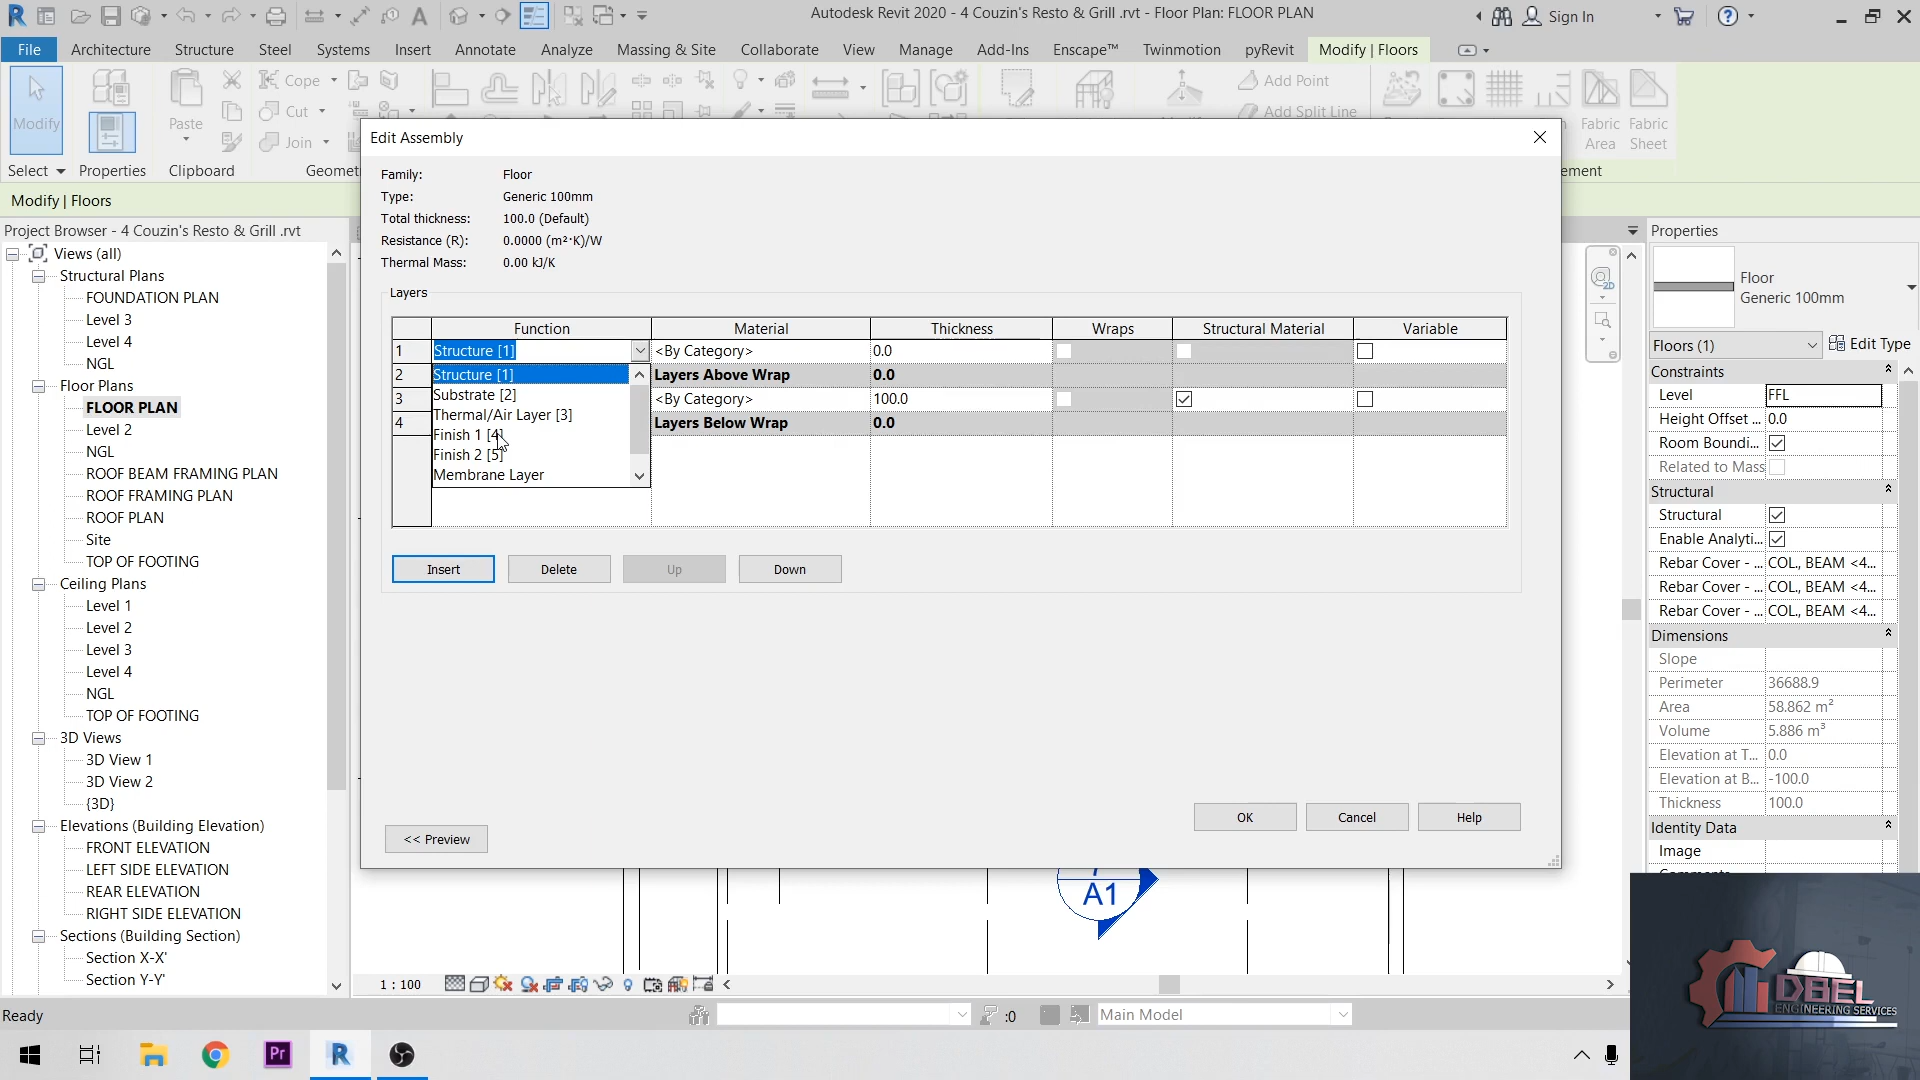 Autodesk Revit 2020 - 4 Couzin's Resto & Grill .rvt - Floor Plan: FLOOR PLAN
Sign In
File Architecture Structure Steel Systems Insert Annotate Analyze Massing & Site Collaborate View Manage Add-Ins Enscape™ Twinmotion pyRevit Modify | Floors
Modify
Paste
Cope
Cut
Join
Add Point
Add Split Line
Fabric Area
Fabric Sheet
Select Properties Clipboard Geomet
ement
Modify | Floors
Project Browser - 4 Couzin's Resto & Grill .rvt
Views (all)
Structural Plans
FOUNDATION PLAN
Level 3
Level 4
NGL
Floor Plans
FLOOR PLAN
Level 2
NGL
ROOF BEAM FRAMING PLAN
ROOF FRAMING PLAN
ROOF PLAN
Site
TOP OF FOOTING
Ceiling Plans
Level 1
Level 2
Level 3
Level 4
NGL
TOP OF FOOTING
3D Views
3D View 1
3D View 2
{3D}
Elevations (Building Elevation)
FRONT ELEVATION
LEFT SIDE ELEVATION
REAR ELEVATION
RIGHT SIDE ELEVATION
Sections (Building Section)
Section X-X'
Section Y-Y'
Edit Assembly
Family: Floor
Type: Generic 100mm
Total thickness: 100.0 (Default)
Resistance (R): 0.0000 (m²·K)/W
Thermal Mass: 0.00 kJ/K
Layers
Function Material Thickness Wraps Structural Material Variable
1 Structure [1] <By Category> 0.0
2 Structure [1] Layers Above Wrap 0.0
Substrate [2]
3 <By Category> 100.0
Thermal/Air Layer [3]
4 Layers Below Wrap 0.0
Finish 1 [4]
Finish 2 [5]
Membrane Layer
Insert Delete Up Down
OK Cancel Help
<< Preview
Properties
Floor
Generic 100mm
Floors (1) Edit Type
Constraints
Level FFL
Height Offset ... 0.0
Room Boundi...
Related to Mass
Structural
Structural
Enable Analyti...
Rebar Cover - ... COL., BEAM <4...
Rebar Cover - ... COL., BEAM <4...
Rebar Cover - ... COL., BEAM <4...
Dimensions
Slope
Perimeter 36688.9
Area 58.862 m²
Volume 5.886 m³
Elevation at T... 0.0
Elevation at B... -100.0
Thickness 100.0
Identity Data
Image
A1
1 : 100
Ready
:0
Main Model
Pr
R
DBEL
ENGINEERING SERVICES